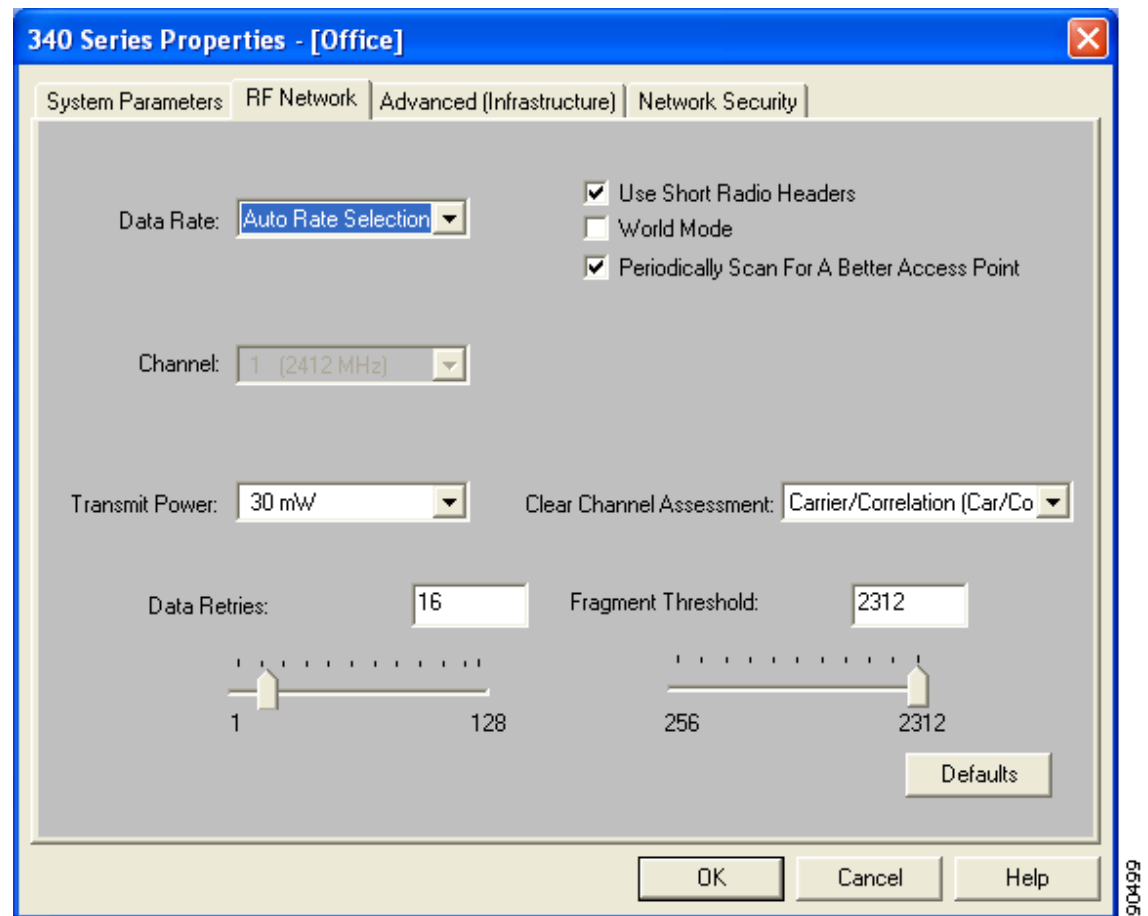 340 Series Properties - [Office]
System Parameters
RF Network
Advanced (Infrastructure)
Network Security
Data Rate:
Auto Rate Selection
Use Short Radio Headers
World Mode
Periodically Scan For A Better Access Point
Channel:
1 (2412 MHz)
Transmit Power:
30 mW
Clear Channel Assessment:
Carrier/Correlation (Car/Co
Data Retries:
16
Fragment Threshold:
2312
1
128
256
2312
Defaults
OK
Cancel
Help
90499